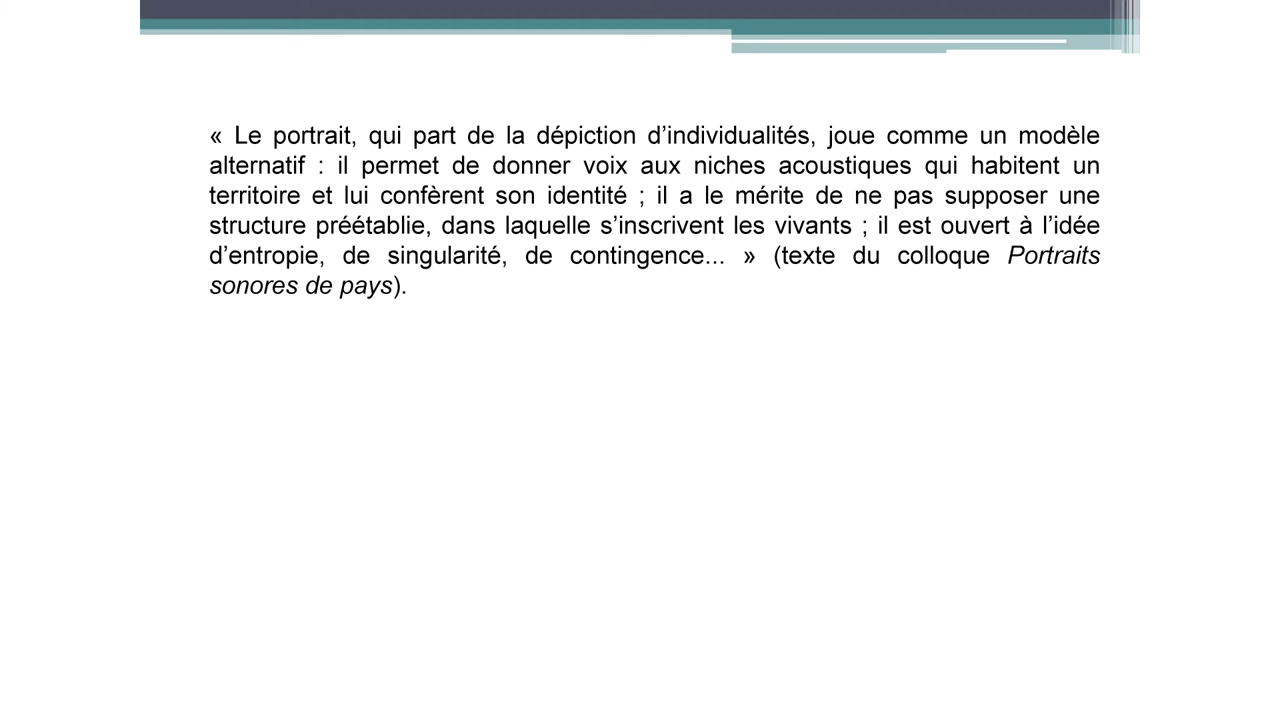 « Le portrait, qui part de la dépiction d’individualités, joue comme un modèle
alternatif : il permet de donner voix aux niches acoustiques qui habitent un
territoire et lui confèrent son identité ; il a le mérite de ne pas supposer une
structure préétablie, dans laquelle s’inscrivent les vivants ; il est ouvert à l’idée
d’entropie, de singularité, de contingence... » (texte du colloque Portraits
sonores de pays).